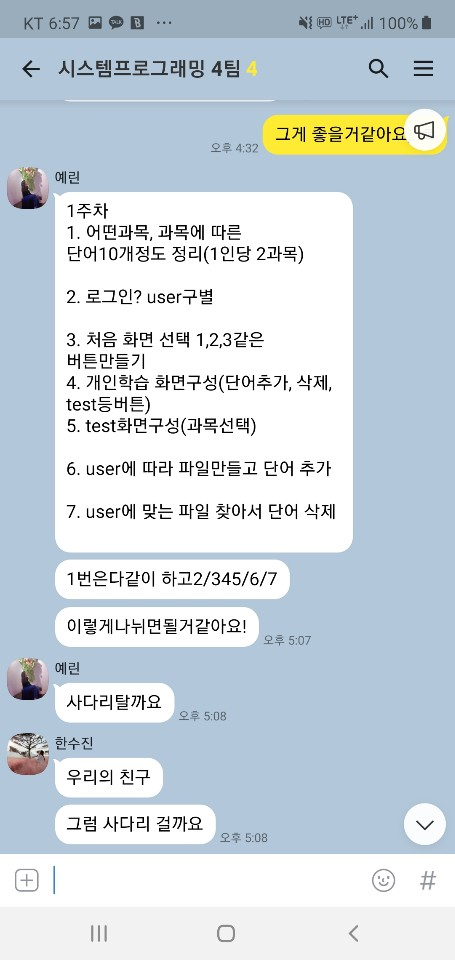 KT 6:57 TALK B ··· HD LTE+ 100%
시스템프로그래밍 4팀 4
그게 좋을거같아요
오후 4:32
예린
1주차
1. 어떤과목, 과목에 따른
단어10개정도 정리(1인당 2과목)
2. 로그인? user구별
3. 처음 화면 선택 1,2,3같은
버튼만들기
4. 개인학습 화면구성(단어추가, 삭제,
test등버튼)
5. test화면구성(과목선택)
6. user에 따라 파일만들고 단어 추가
7. user에 맞는 파일 찾아서 단어 삭제
1번은다같이 하고2/345/6/7
이렇게나뉘면될거같아요!
오후 5:07
예린
사다리탈까요
오후 5:08
한수진
우리의 친구
그럼 사다리 걸까요
오후 5:08
#